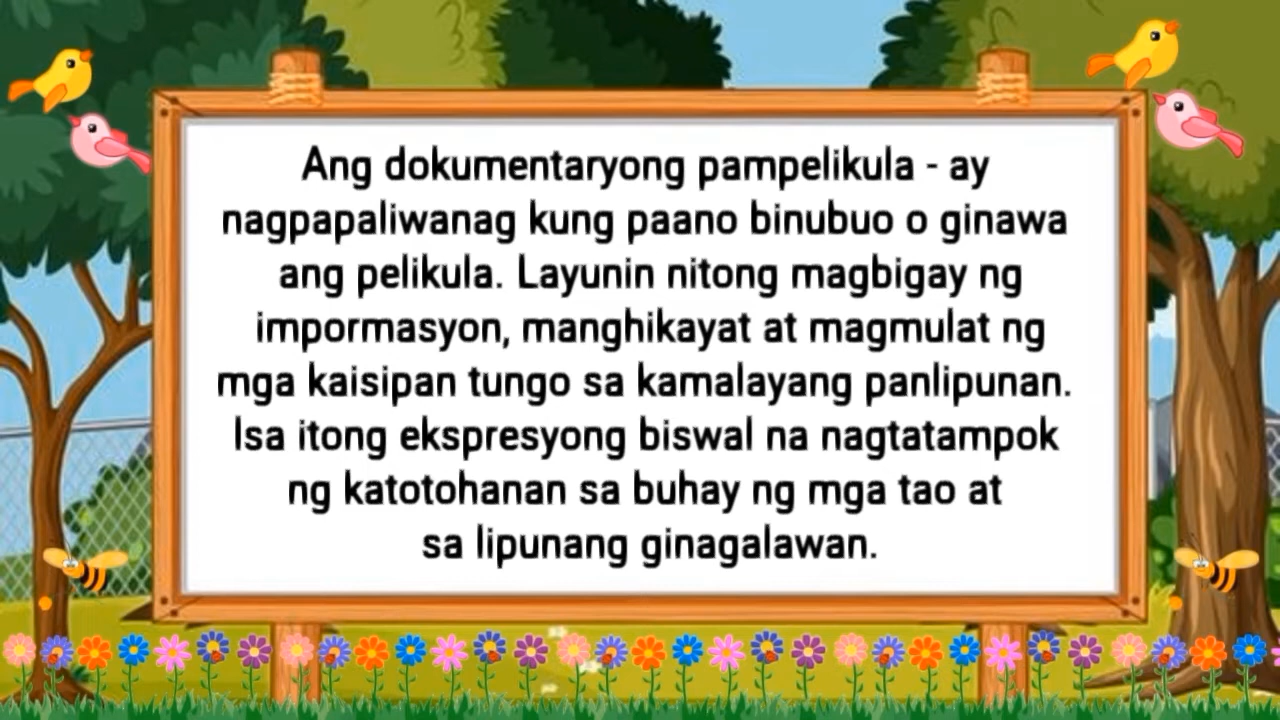 Ang dokumentaryong pampelikula - ay
nagpapaliwanag kung paano binubuo o ginawa
ang pelikula. Layunin nitong magbigay ng
impormasyon, manghikayat at magmulat ng
mga kaisipan tungo sa kamalayang panlipunan.
Isa itong ekspresyong biswal na nagtatampok
ng katotohanan sa buhay ng mga tao at
sa lipunang ginagalawan.